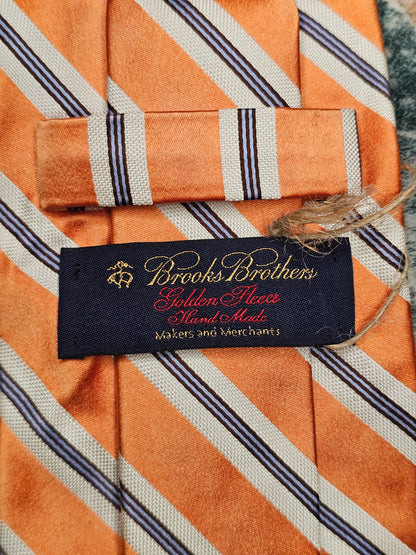 Brooks Brothers
Golden Fleece
Hand Made
Makers and Merchants